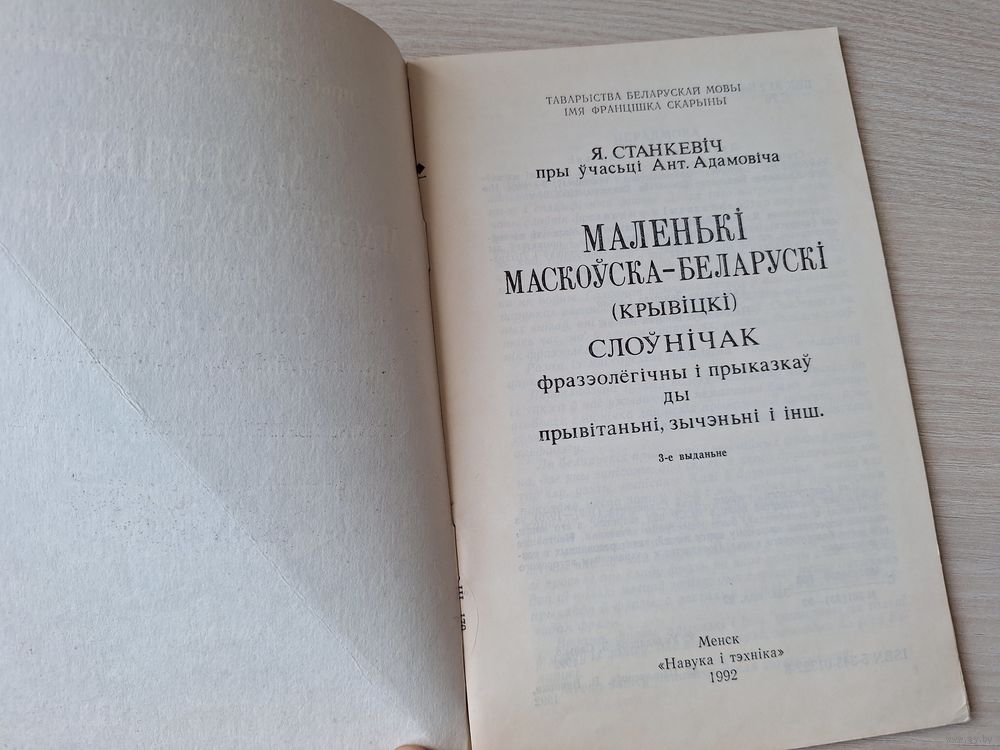 ТАВАРЫСТВА БЕЛАРУСКАЙ МОВЫ
ІМЯ ФРАНЦІШКА СКАРЫНЫ
Я. СТАНКЕВІЧ
пры ўчасьці Ант. Адамовіча
МАЛЕНЬКІ
МАСКОЎСКА-БЕЛАРУСКІ
(КРЫВІЦКІ)
СЛОЎНІЧАК
фразэолёгічны і прыказкаў
ды
прывітаньні, зычэньні і інш.
3-е выданьне
Менск
«Навука і тэхніка»
1992